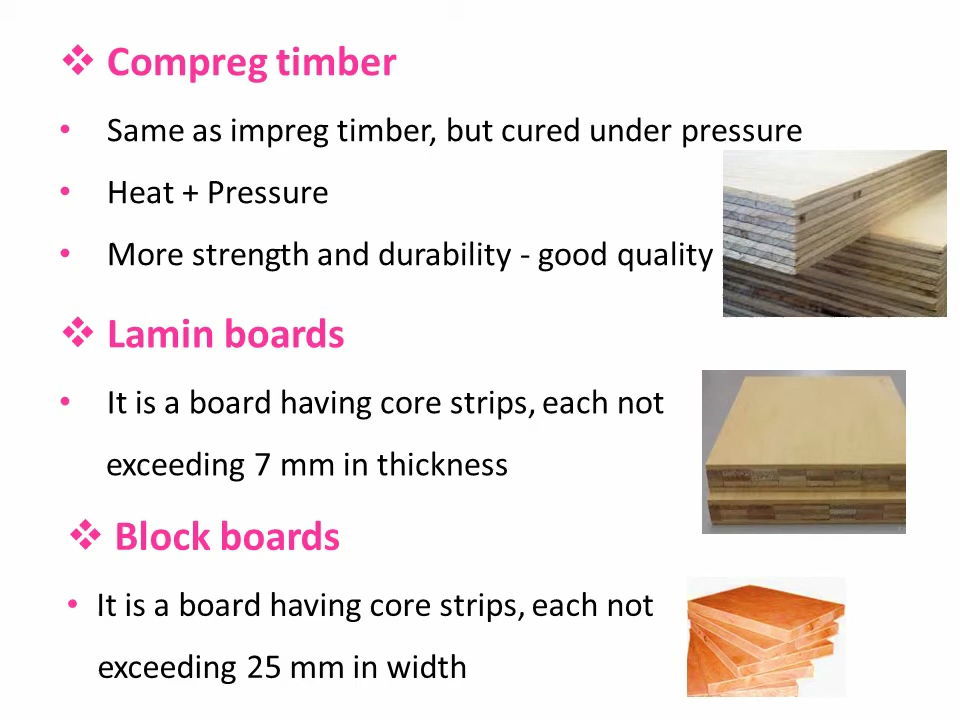 ❖ Compreg timber
• Same as impreg timber, but cured under pressure
• Heat + Pressure
• More strength and durability - good quality
❖ Lamin boards
• It is a board having core strips, each not
exceeding 7 mm in thickness
❖ Block boards
• It is a board having core strips, each not
exceeding 25 mm in width